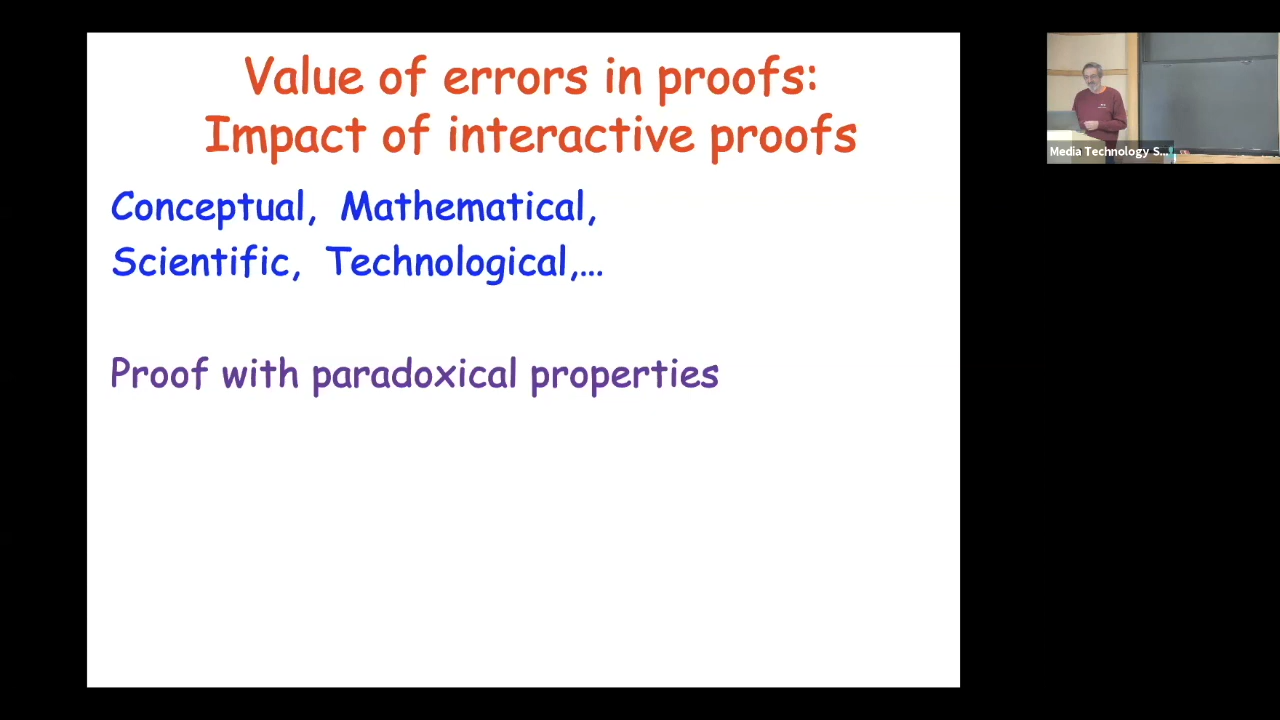 Value of errors in proofs:
Impact of interactive proofs
Conceptual, Mathematical,
Scientific, Technological,...
Proof with paradoxical properties
Media Technology S...